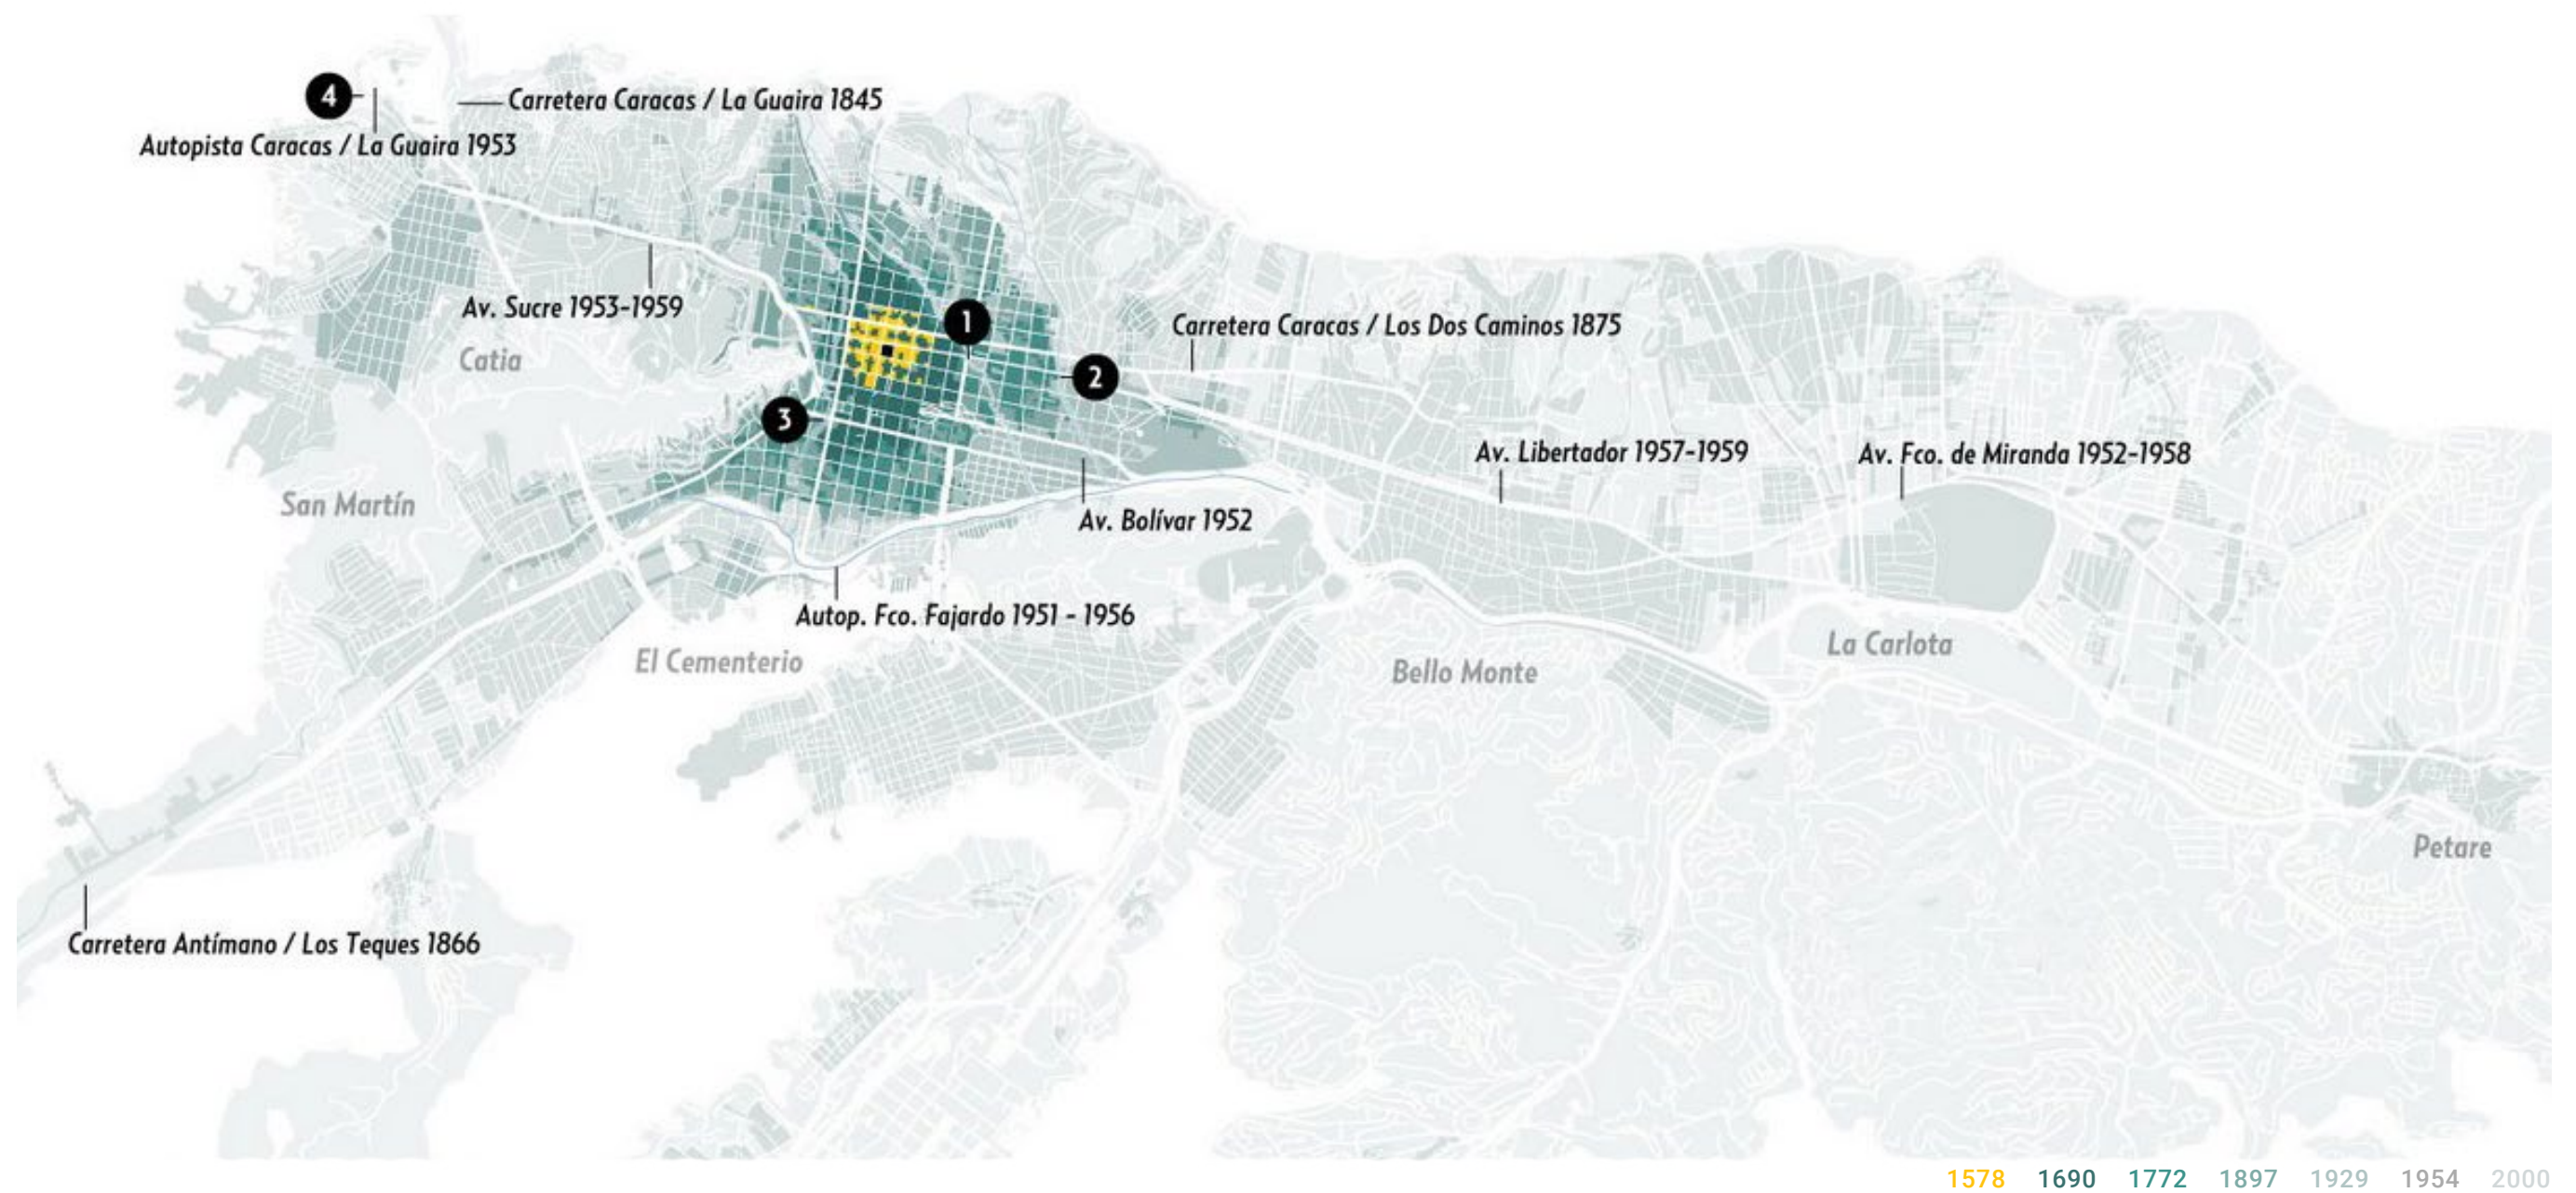 4
Carretera Caracas / La Guaira 1845
Autopista Caracas / La Guaira 1953
Av. Sucre 1953-1959
1
Carretera Caracas / Los Dos Caminos 1875
Catia
2
3
Av. Libertador 1957-1959
Av. Fco. de Miranda 1952-1958
San Martín
Av. Bolívar 1952
Autop. Fco. Fajardo 1951 - 1956
El Cementerio
Bello Monte
La Carlota
Petare
Carretera Antímano / Los Teques 1866
1578 1690 1772 1897 1929 1954 2000